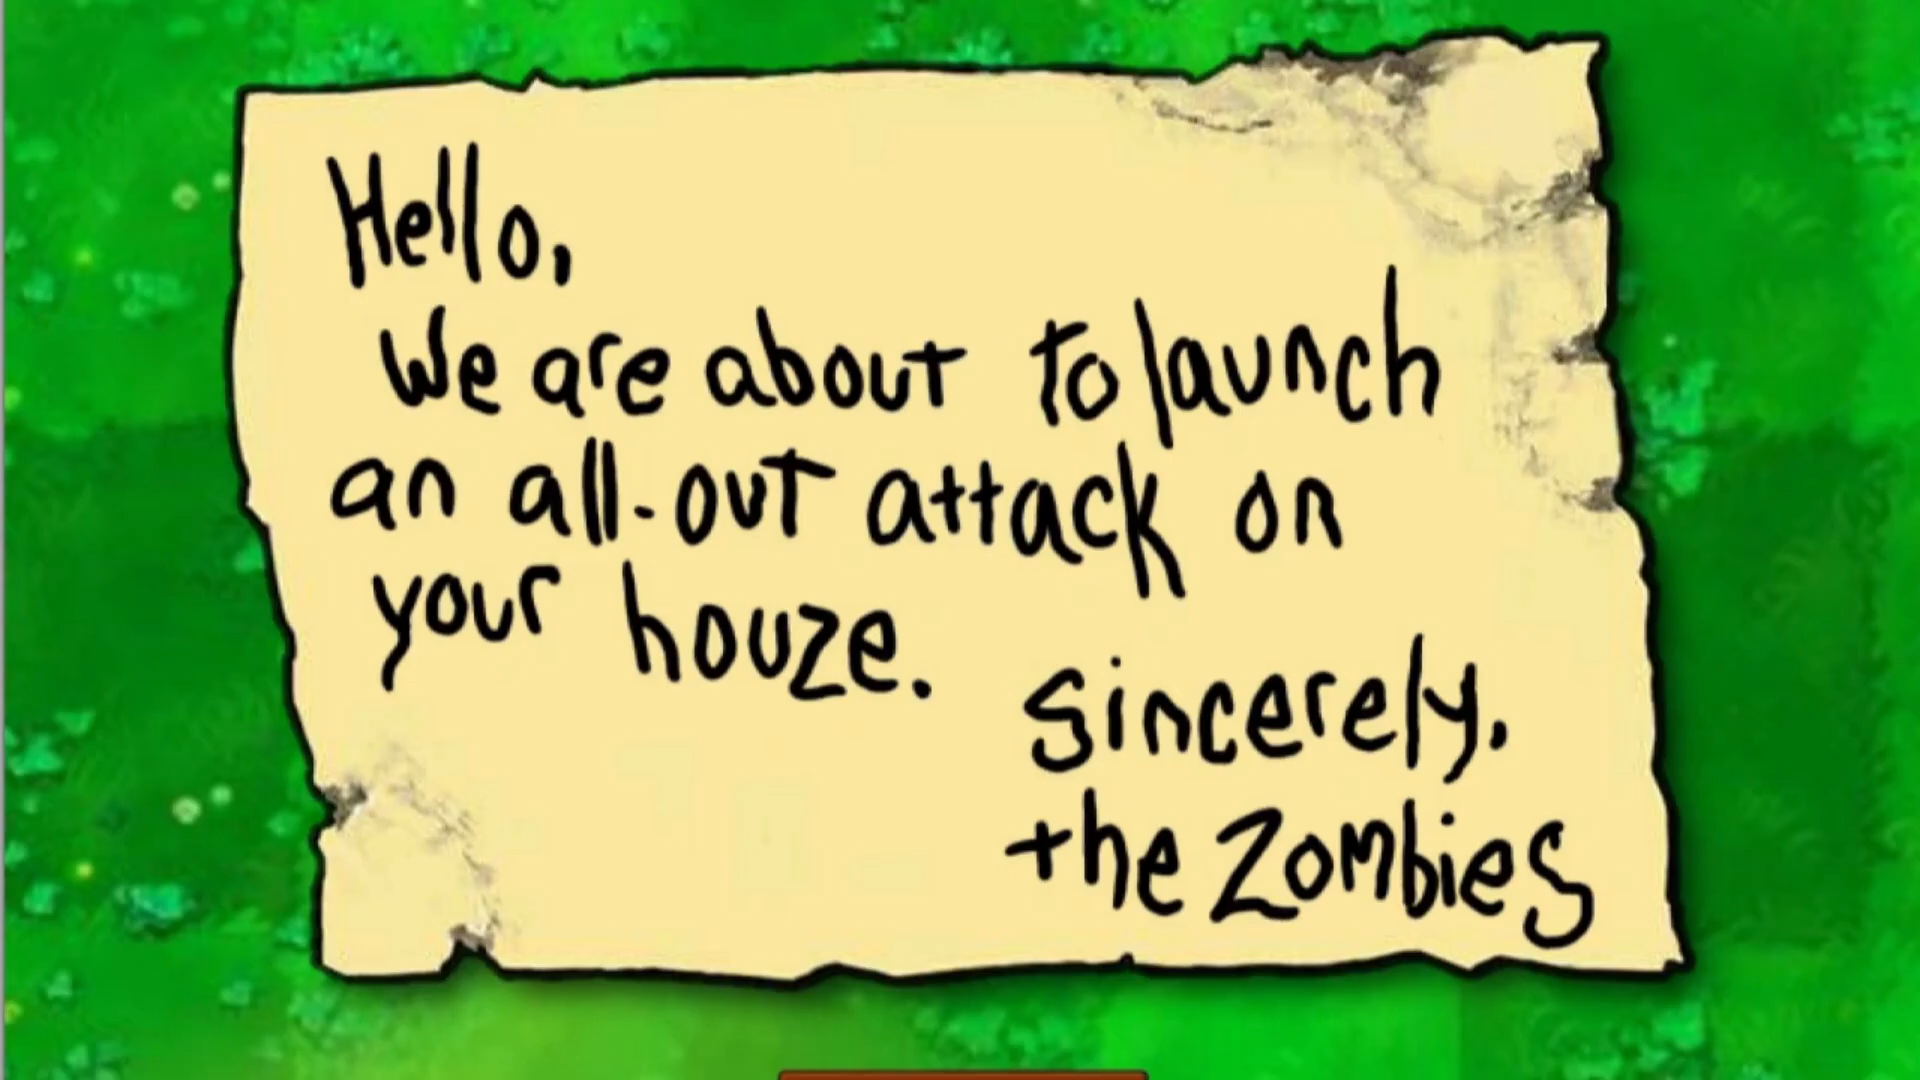 Hello,
We are about to launch
an all-out attack on
your houze.
Sincerely,
the Zombies